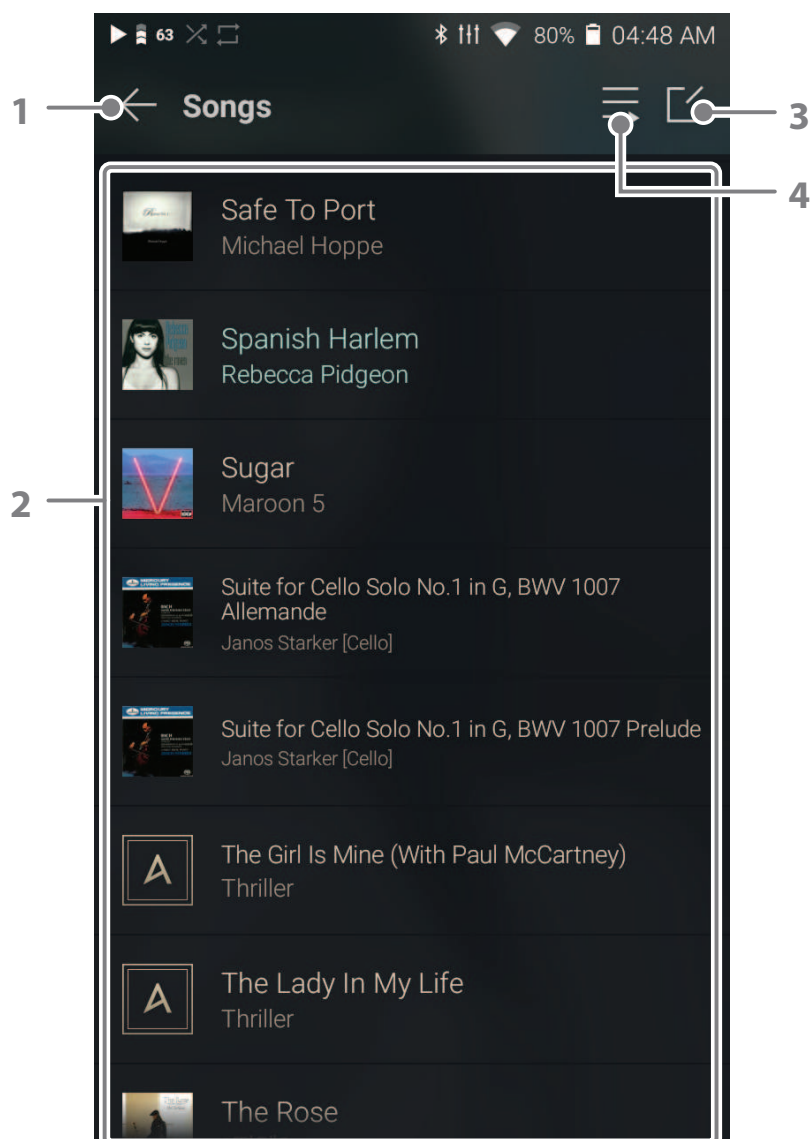 63 80% 04:48 AM
1 Songs 3
4
Safe To Port
Michael Hoppe
Spanish Harlem
Rebecca Pidgeon
Sugar
2
Maroon 5
Suite for Cello Solo No.1 in G, BWV 1007
Allemande
Janos Starker [Cello]
Suite for Cello Solo No.1 in G, BWV 1007 Prelude
Janos Starker [Cello]
The Girl Is Mine (With Paul McCartney)
Thriller
The Lady In My Life
Thriller
The Rose